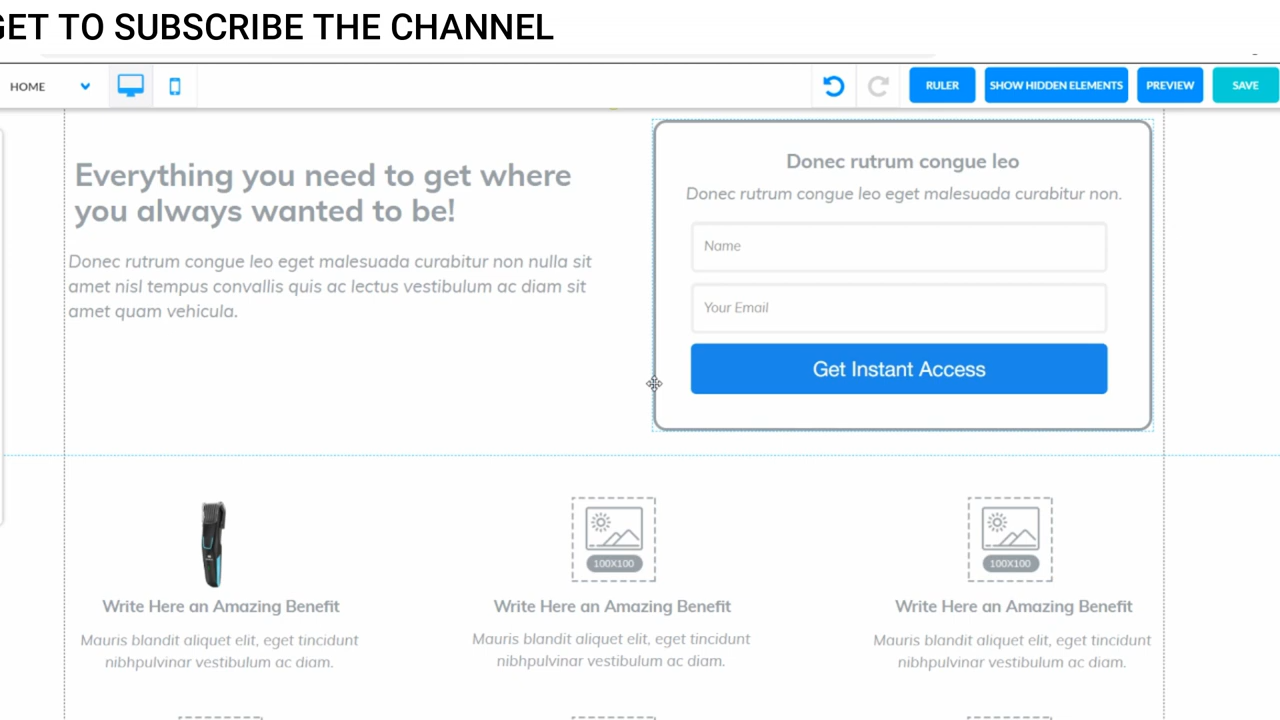 GET TO SUBSCRIBE THE CHANNEL
HOME
RULER
SHOW HIDDEN ELEMENTS
PREVIEW
SAVE
Everything you need to get where
you always wanted to be!
Donec rutrum congue leo eget malesuada curabitur non nulla sit
amet nisl tempus convallis quis ac lectus vestibulum ac diam sit
amet quam vehicula.
Donec rutrum congue leo
Donec rutrum congue leo eget malesuada curabitur non.
Name
Your Email
Get Instant Access
100X100
100X100
Write Here an Amazing Benefit
Mauris blandit aliquet elit, eget tincidunt
nibhpulvinar vestibulum ac diam.
Write Here an Amazing Benefit
Mauris blandit aliquet elit, eget tincidunt
nibhpulvinar vestibulum ac diam.
Write Here an Amazing Benefit
Mauris blandit aliquet elit, eget tincidunt
nibhpulvinar vestibulum ac diam.